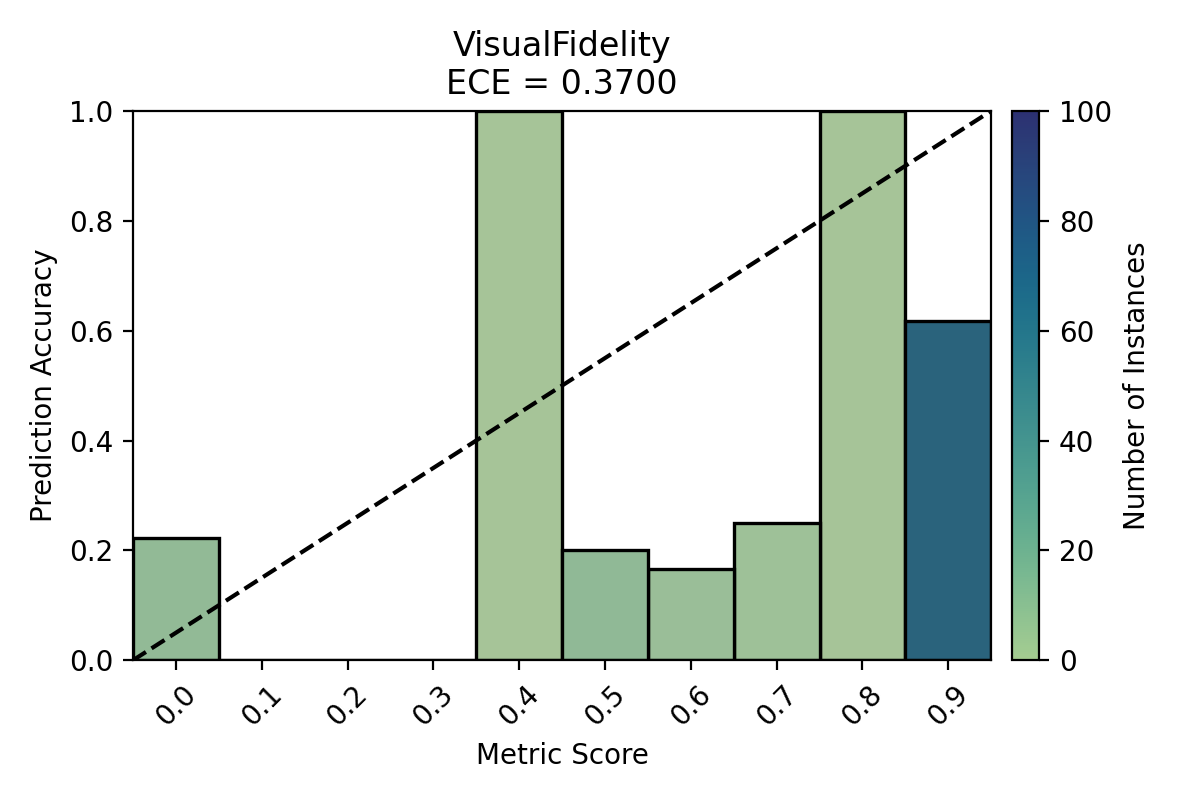 VisualFidelity
ECE = 0.3700
Prediction Accuracy
1.0
0.8
0.6
0.4
0.2
0.0
0.0 0.1 0.2 0.3 0.4 0.5 0.6 0.7 0.8 0.9
Metric Score
100
80
60
40
20
0
Number of Instances